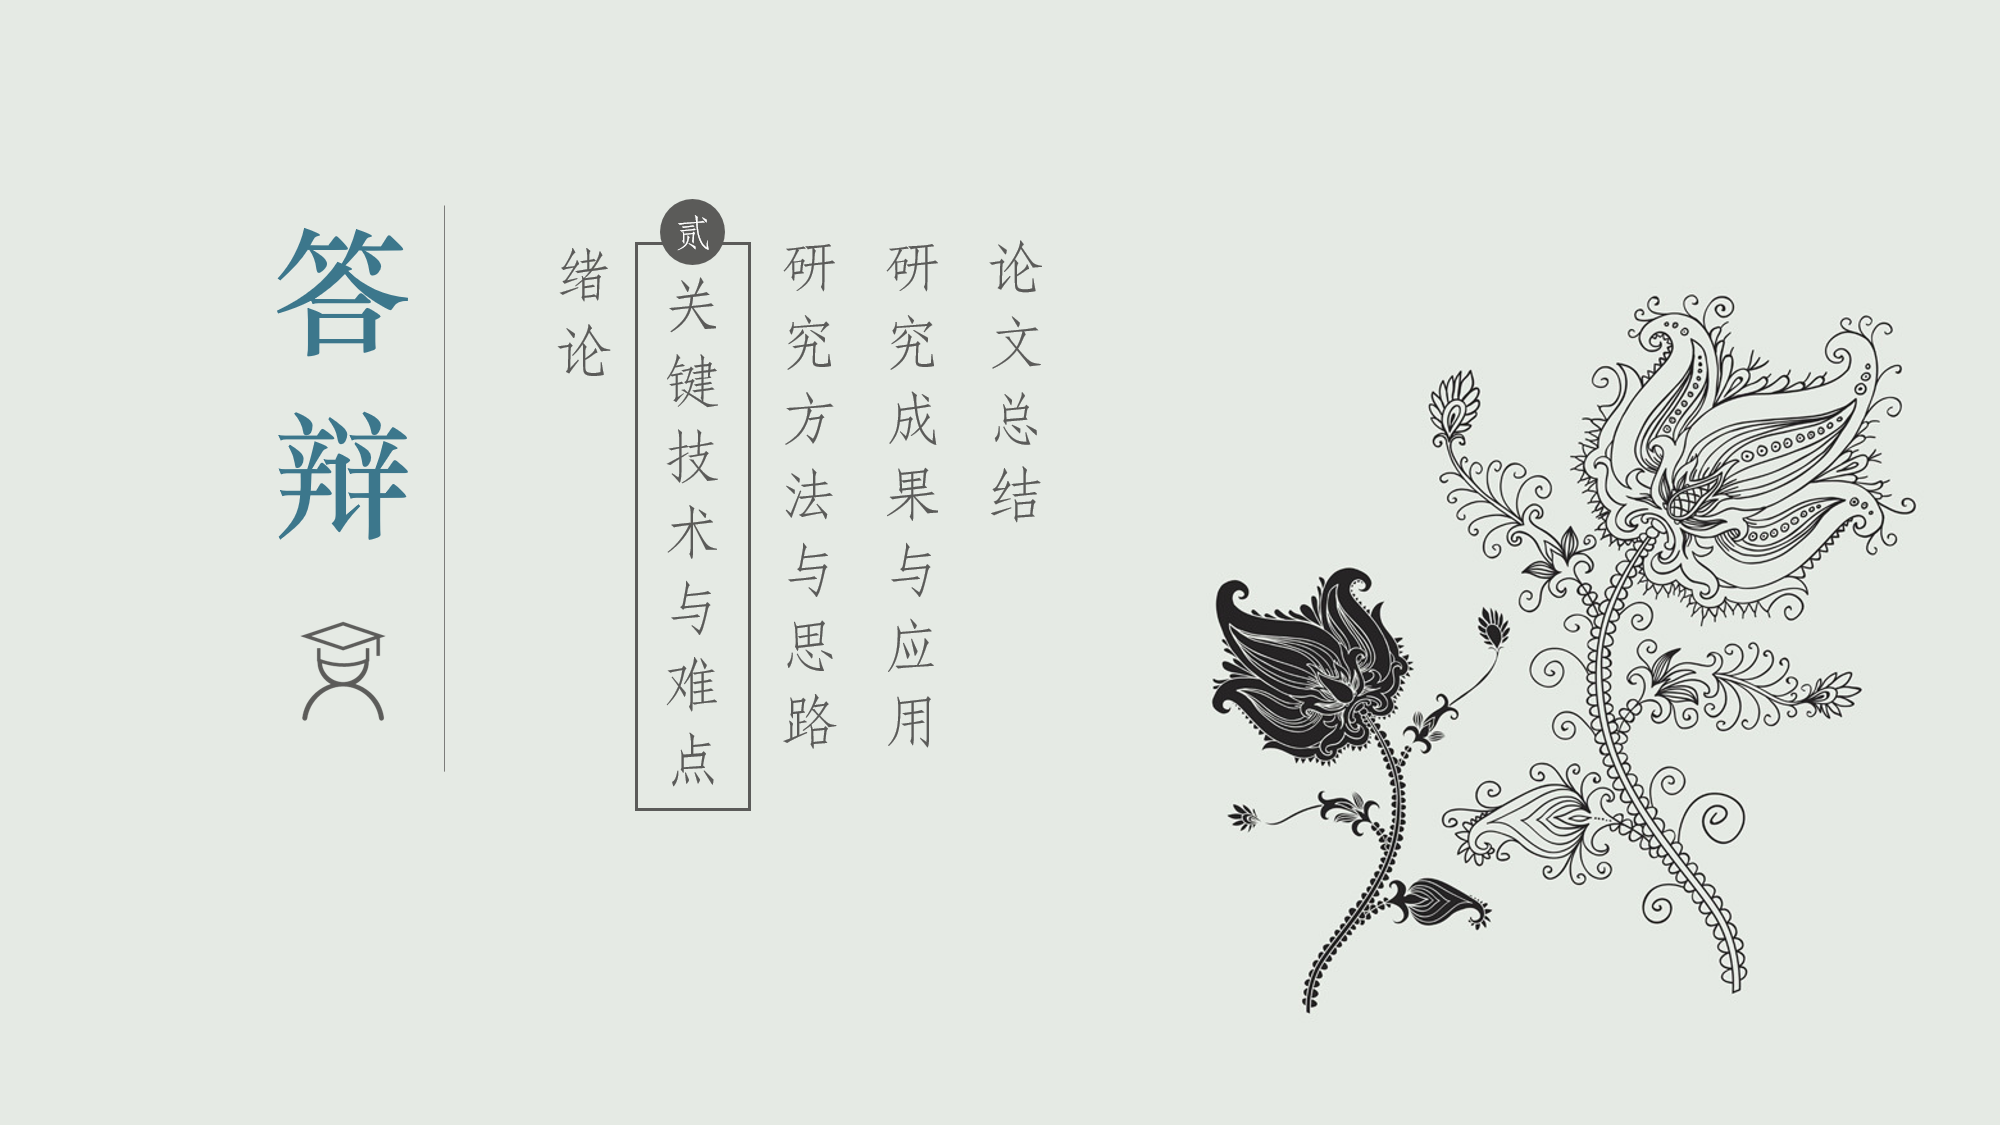 答辩
绪论
贰
关键技术与难点
研究方法与思路
研究成果与应用
论文总结